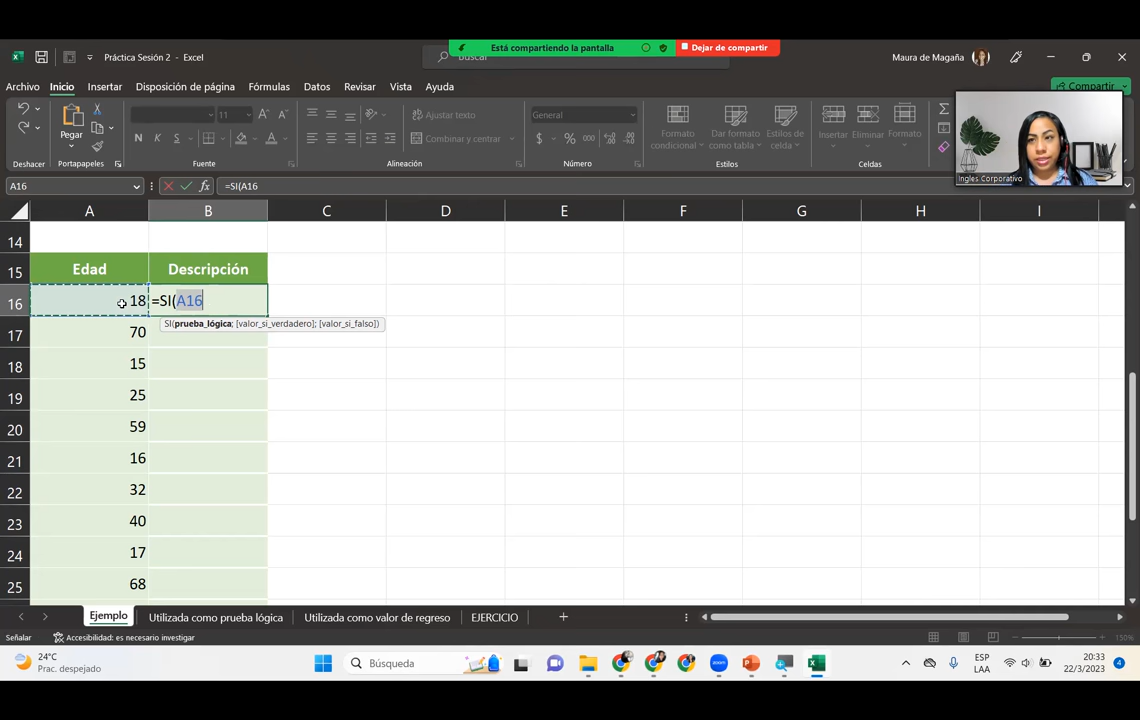 Está compartiendo la pantalla
Dejar de compartir
Práctica Sesión 2 - Excel
Buscar
Maura de Magaña
Archivo Inicio Insertar Disposición de página Fórmulas Datos Revisar Vista Ayuda
Compartir
11
Pegar
N K S
Ajustar texto
Combinar y centrar
General
$ % 000
Formato condicional
Dar formato como tabla
Estilos de celda
Insertar Eliminar Formato
Deshacer Portapapeles Fuente Alineación Número Estilos Celdas
Ingles Corporativo
A16 fx =SI(A16
A B C D E F G H I
14
15 Edad Descripción
16 18 =SI(A16
SI(prueba_lógica; [valor_si_verdadero]; [valor_si_falso])
17 70
18 15
19 25
20 59
21 16
22 32
23 40
24 17
25 68
Ejemplo Utilizada como prueba lógica Utilizada como valor de regreso EJERCICIO
Señalar Accesibilidad: es necesario investigar 150%
24°C
Prac. despejado
Búsqueda
zoom
ESP
LAA
20:33
22/3/2023
4